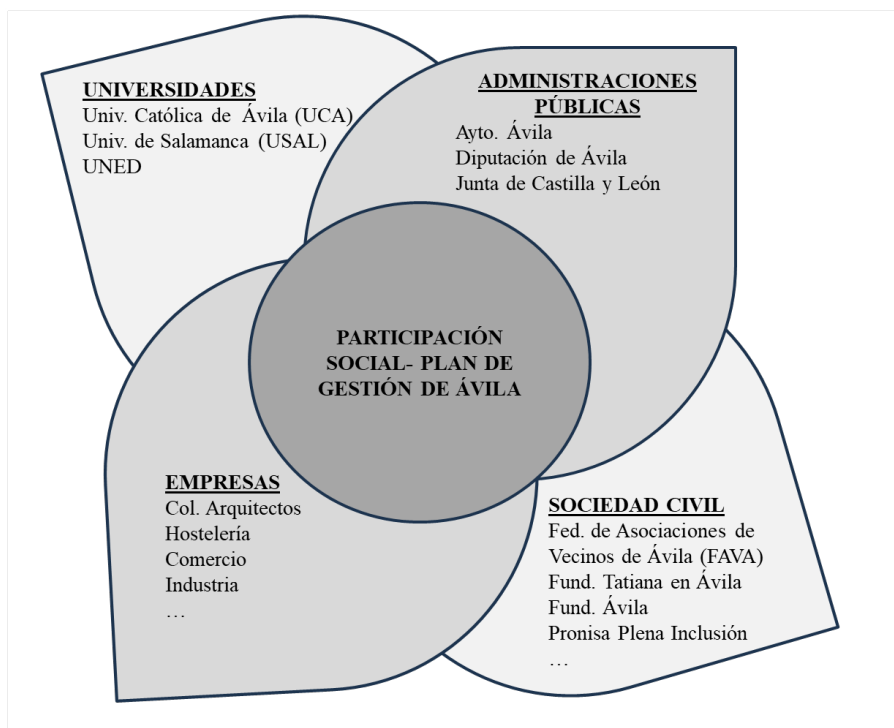 UNIVERSIDADES
Univ. Católica de Ávila (UCA)
Univ. de Salamanca (USAL)
UNED
ADMINISTRACIONES
PÚBLICAS
Ayto. Ávila
Diputación de Ávila
Junta de Castilla y León
PARTICIPACIÓN
SOCIAL- PLAN DE
GESTIÓN DE ÁVILA
EMPRESAS
Col. Arquitectos
Hostelería
Comercio
Industria
…
SOCIEDAD CIVIL
Fed. de Asociaciones de
Vecinos de Ávila (FAVA)
Fund. Tatiana en Ávila
Fund. Ávila
Pronisa Plena Inclusión
…